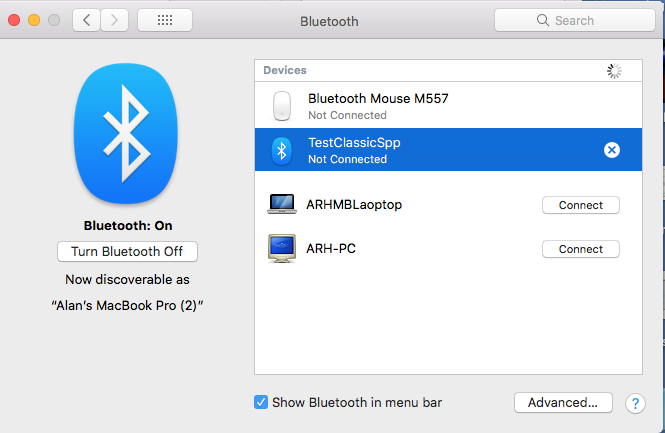 Bluetooth
Search
Devices
Bluetooth Mouse M557
Not Connected
TestClassicSpp
Not Connected
ARHMBLaoptop
Connect
ARH-PC
Connect
Bluetooth: On
Turn Bluetooth Off
Now discoverable as
“Alan’s MacBook Pro (2)”
Show Bluetooth in menu bar
Advanced...
?